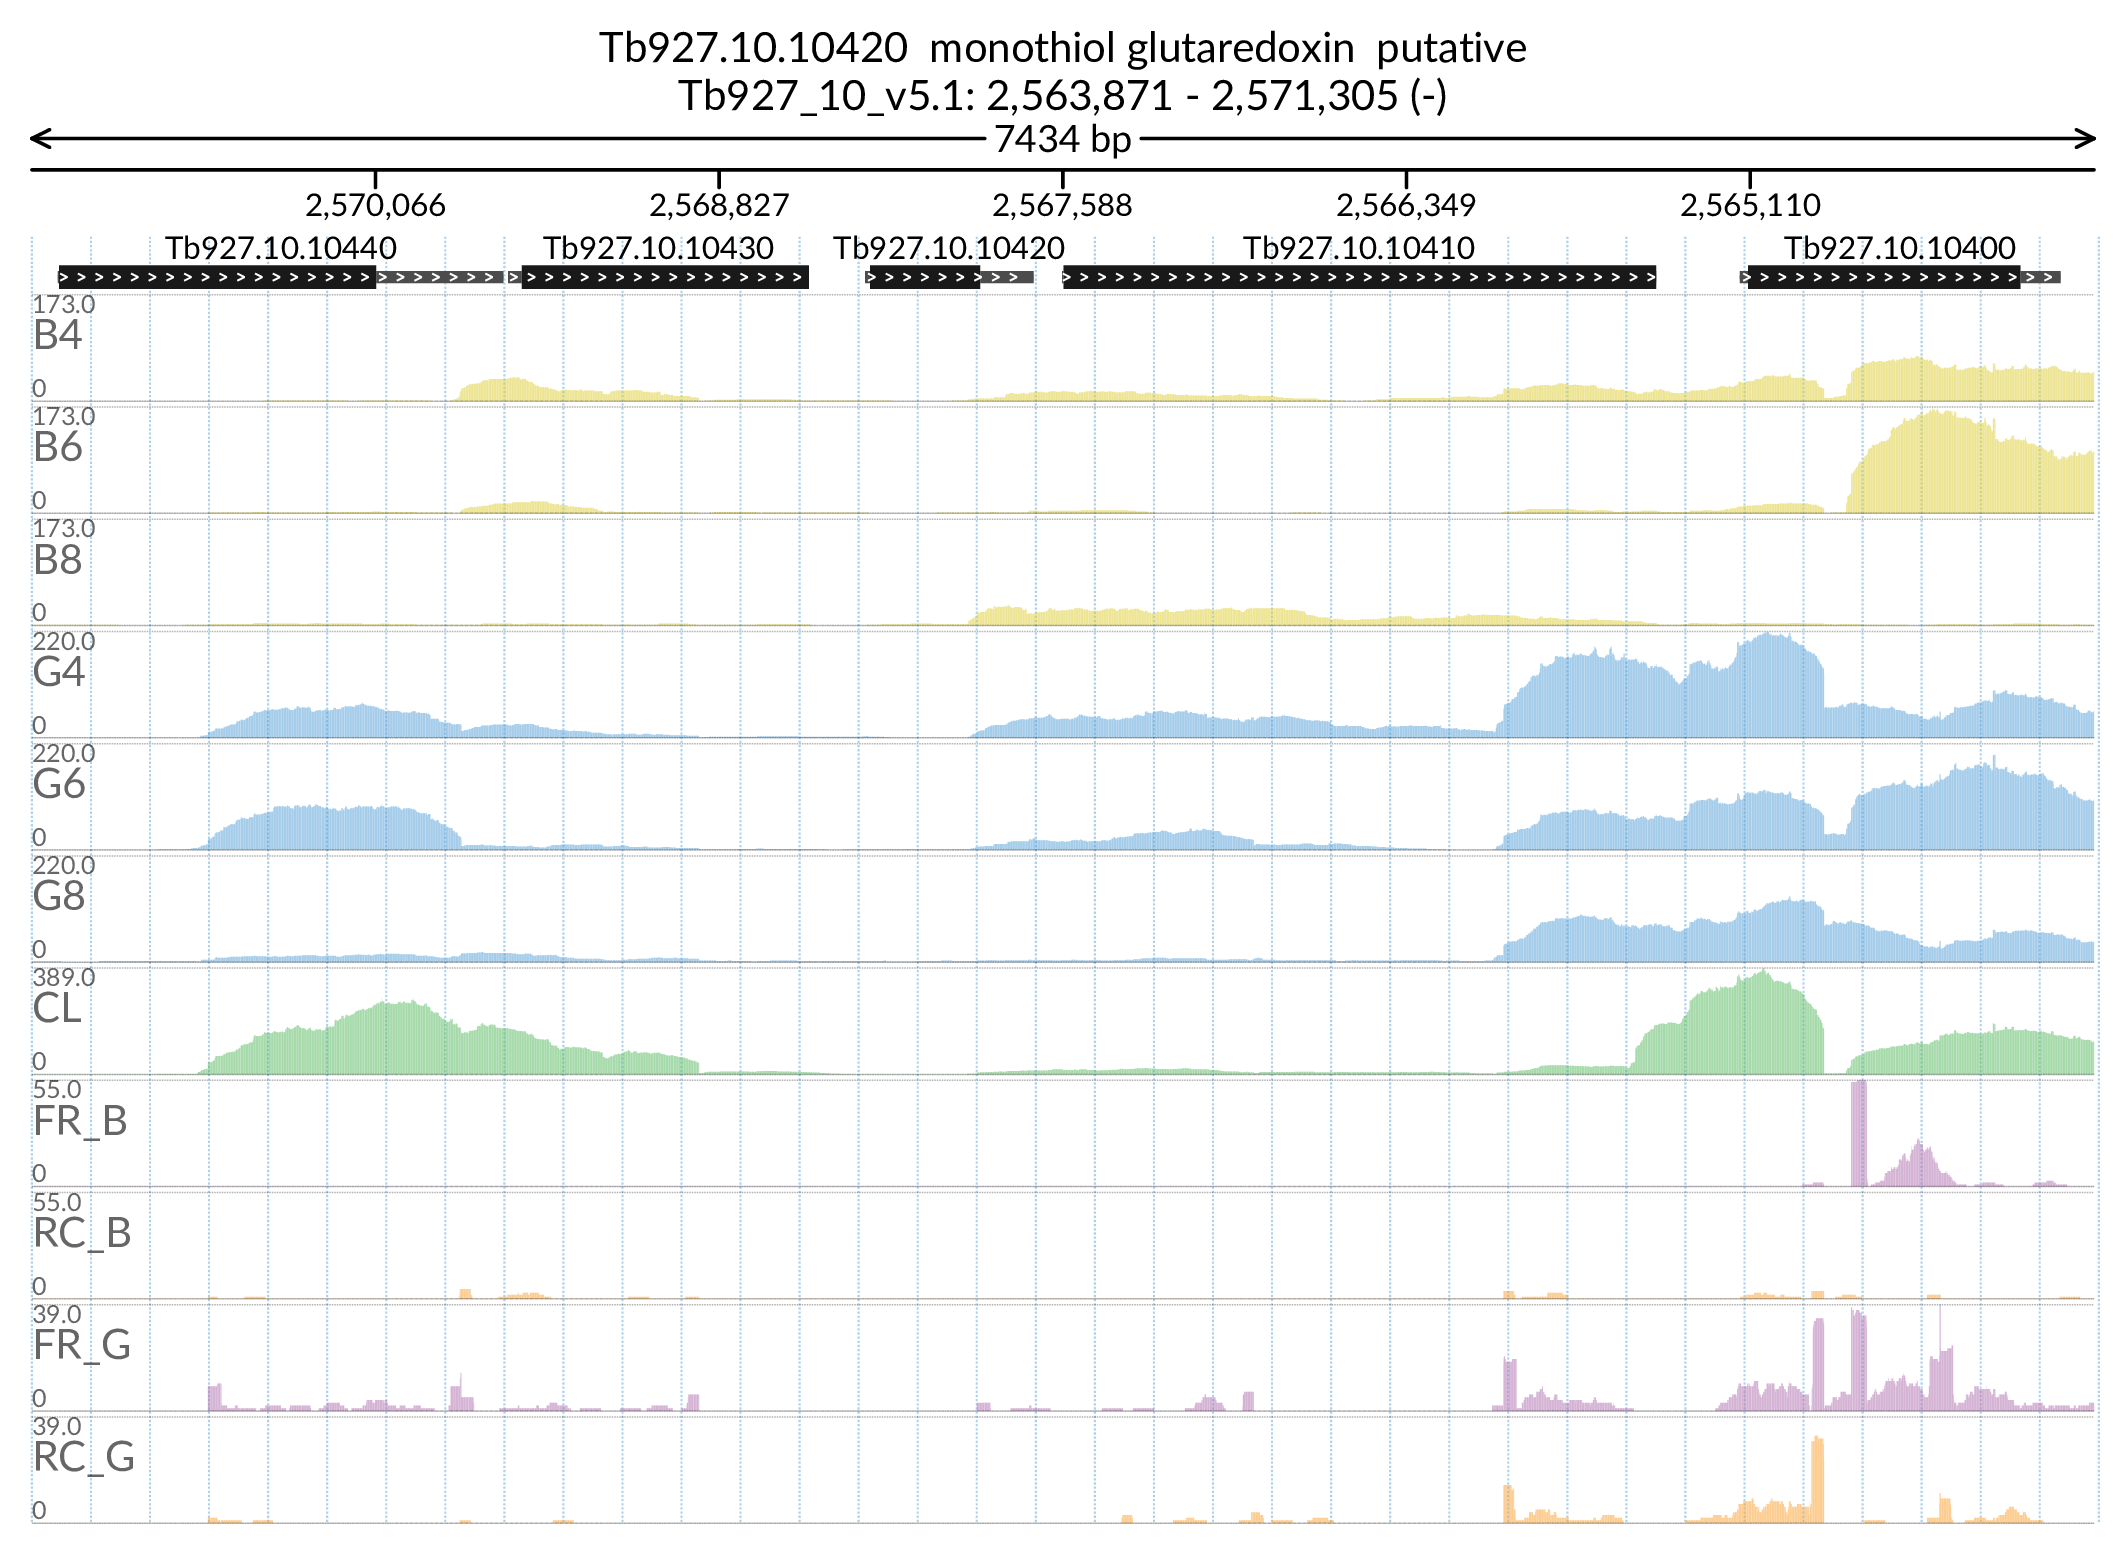 Tb927.10.10420 monothiol glutaredoxin putative
Tb927_10_v5.1: 2,563,871 - 2,571,305 (-)
7434 bp
2,570,066 2,568,827 2,567,588 2,566,349 2,565,110
Tb927.10.10440 Tb927.10.10430 Tb927.10.10420 Tb927.10.10410 Tb927.10.10400
173.0
B4
0
173.0
B6
0
173.0
B8
0
220.0
G4
0
220.0
G6
0
220.0
G8
0
389.0
CL
0
55.0
FR_B
0
55.0
RC_B
0
39.0
FR_G
0
39.0
RC_G
0